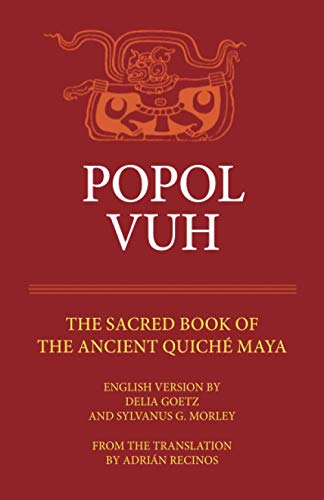 POPOL
VUH
THE SACRED BOOK OF
THE ANCIENT QUICHÉ MAYA
ENGLISH VERSION BY
DELIA GOETZ
AND SYLVANUS G. MORLEY
FROM THE TRANSLATION
BY ADRIÁN RECINOS